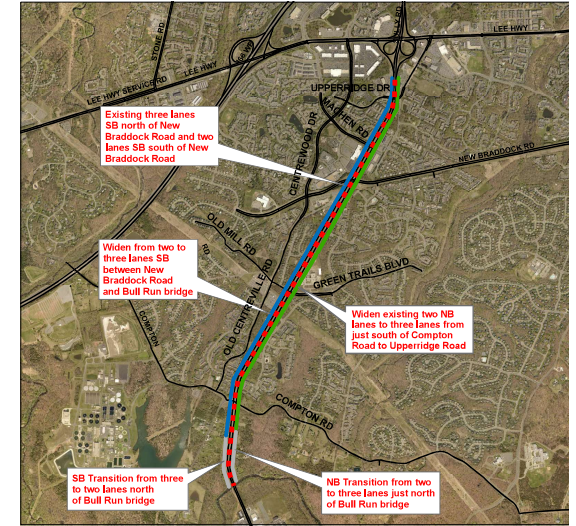 LEE HWY
STONE RD
LEE HWY
LEE HWY SERVICE RD
UPPERRIDGE DR
MACHEN RD
Existing three lanes
SB north of New
Braddock Road and two
lanes SB south of New
Braddock Road
CENTREWOOD DR
NEW BRADDOCK RD
OLD MILL RD
RD
Widen from two to
three lanes SB
between New
Braddock Road
and Bull Run bridge
GREEN TRAILS BLVD
OLD CENTREVILLE RD
Widen existing two NB
lanes to three lanes from
just south of Compton
Road to Upperridge Road
COMPTON
COMPTON RD
SB Transition from three
to two lanes north
of Bull Run bridge
NB Transition from two
to three lanes just north
of Bull Run bridge